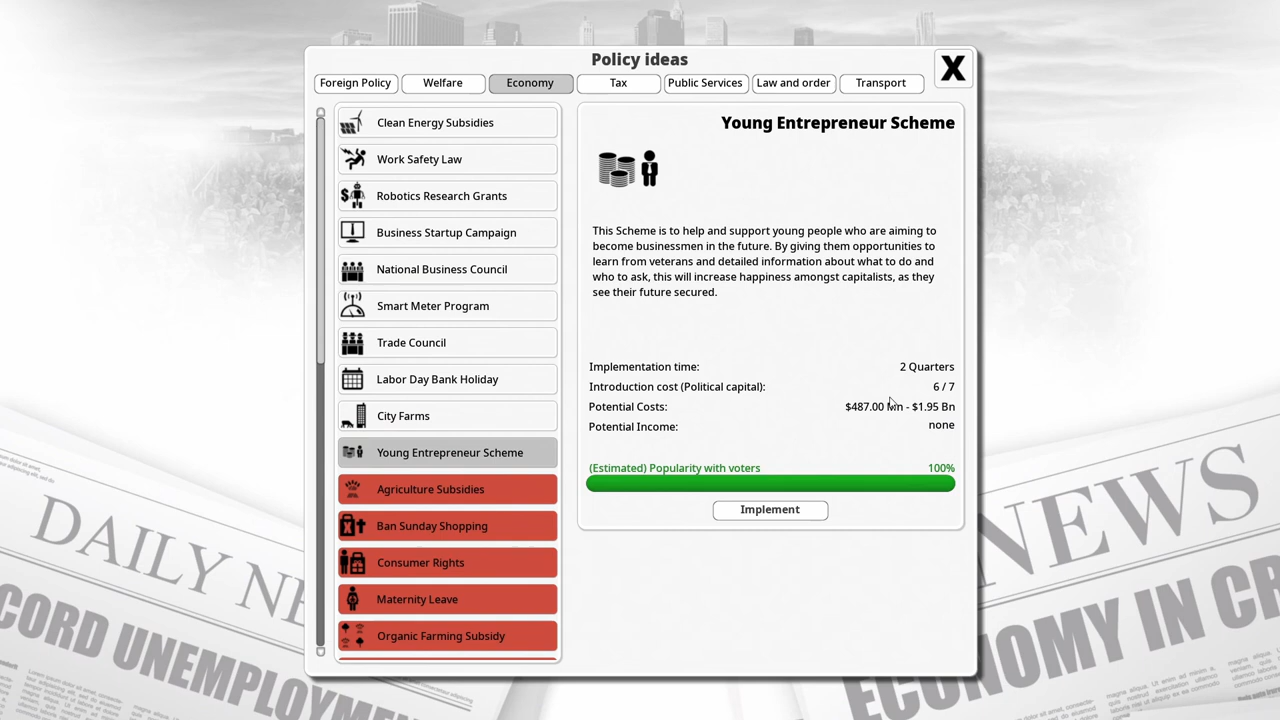 Policy ideas
X
Foreign Policy
Welfare
Economy
Tax
Public Services
Law and order
Transport
Clean Energy Subsidies
Work Safety Law
Robotics Research Grants
Business Startup Campaign
National Business Council
Smart Meter Program
Trade Council
Labor Day Bank Holiday
City Farms
Young Entrepreneur Scheme
Agriculture Subsidies
Ban Sunday Shopping
Consumer Rights
Maternity Leave
Organic Farming Subsidy
Young Entrepreneur Scheme
This Scheme is to help and support young people who are aiming to
become businessmen in the future. By giving them opportunities to
learn from veterans and detailed information about what to do and
who to ask, this will increase happiness amongst capitalists, as they
see their future secured.
Implementation time: 2 Quarters
Introduction cost (Political capital): 6 / 7
Potential Costs: $487.00 Mn - $1.95 Bn
Potential Income: none
(Estimated) Popularity with voters 100%
Implement
DAILY NE
CORD UNEMPLOYM
NEWS
ECONOMY IN CR